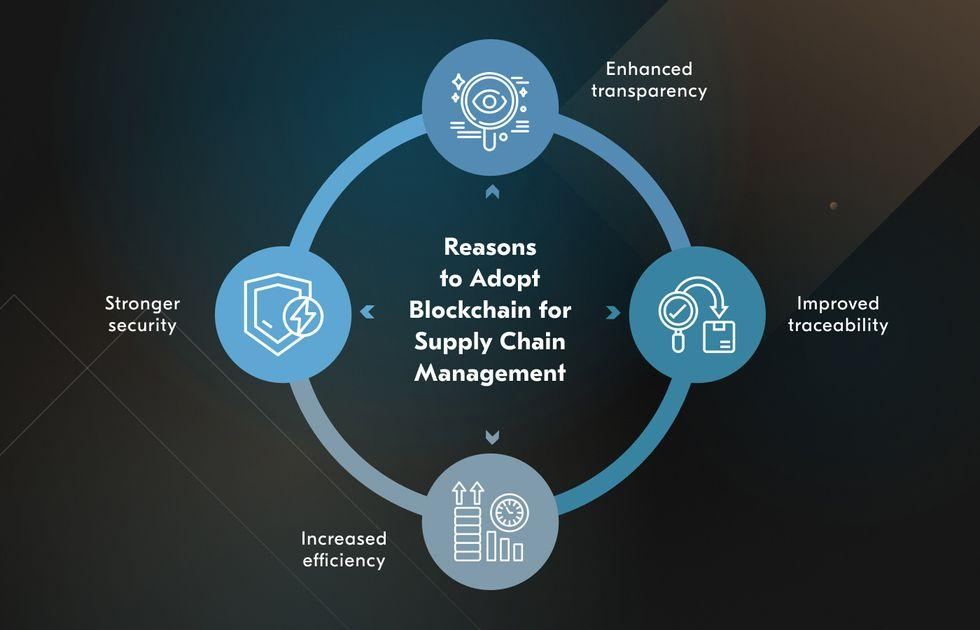 Enhanced
transparency
Reasons
to Adopt
Blockchain for
Supply Chain
Management
Stronger
security
Improved
traceability
Increased
efficiency